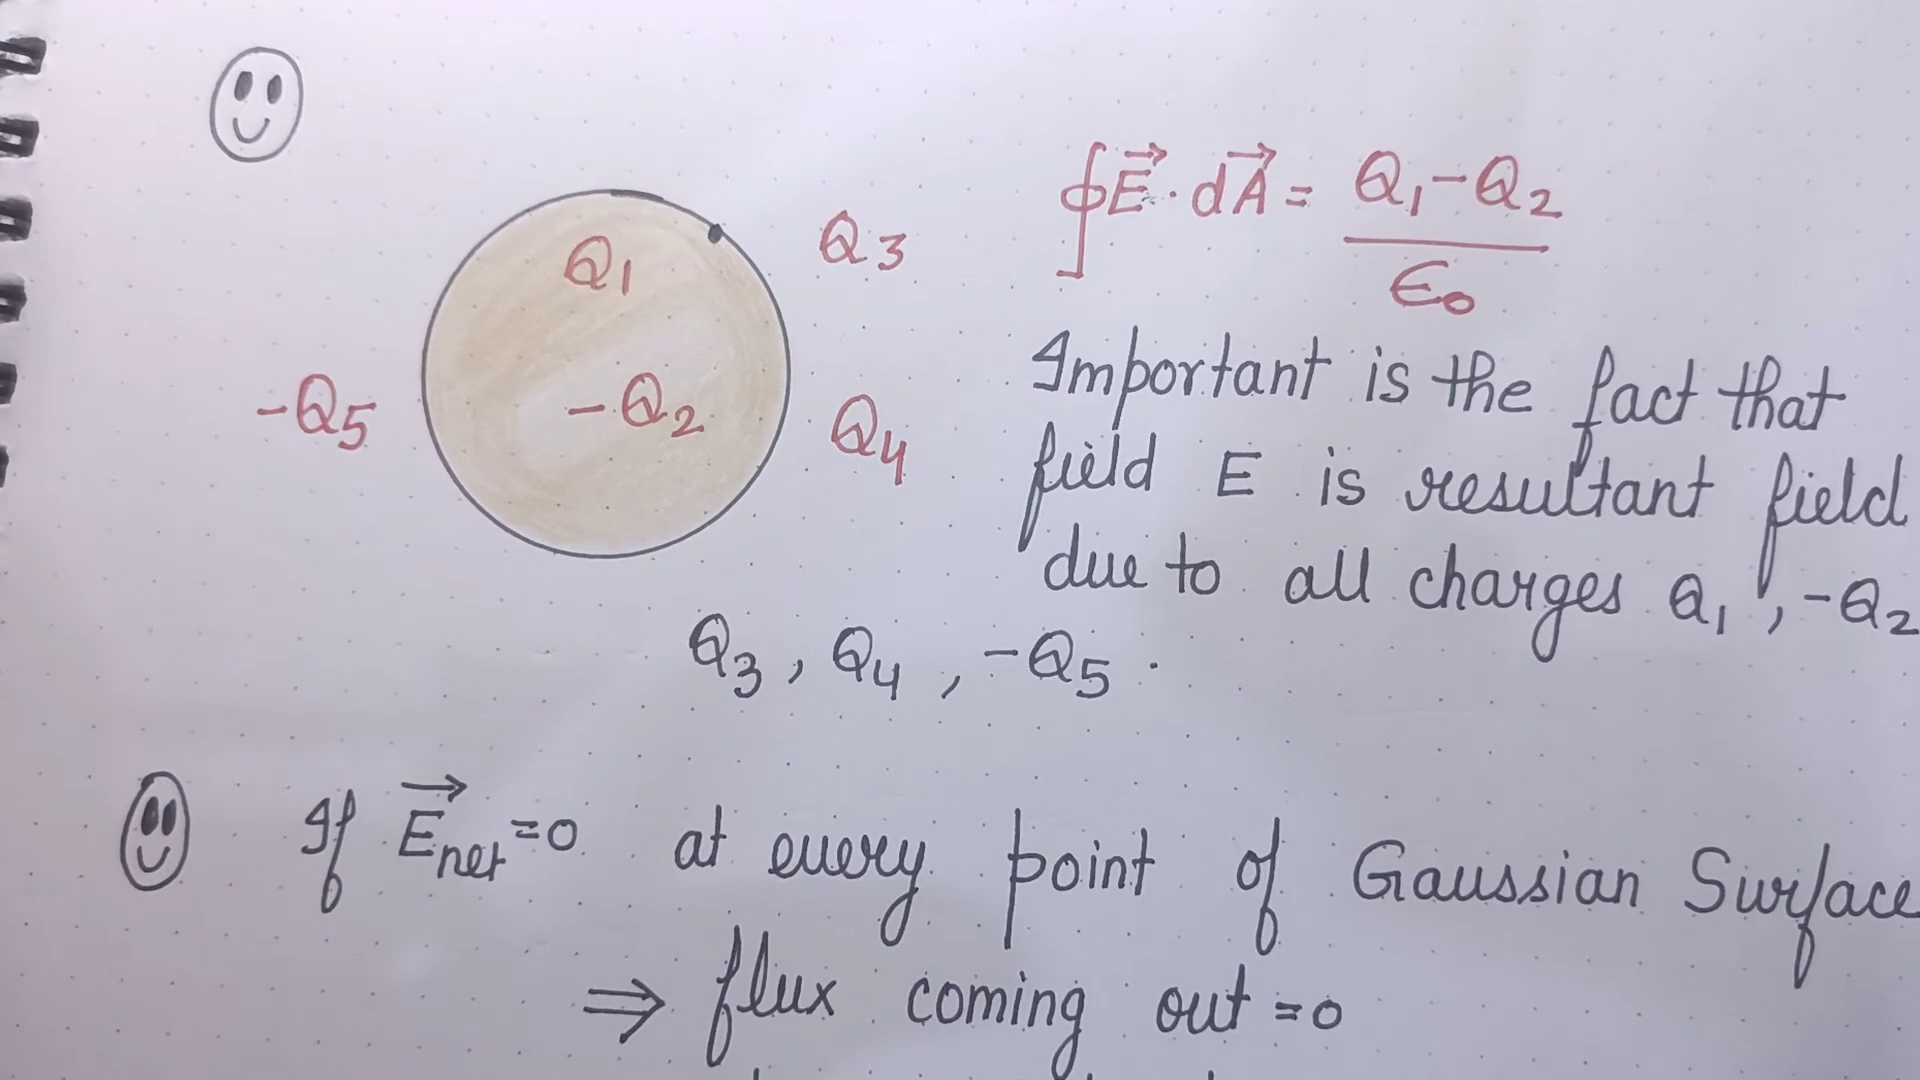 Q1
Q3
-Q5
-Q2
Q4
∮E⃗·dA⃗ = Q1-Q2
ϵ0
Important is the fact that
field E is resultant field
due to all charges Q1, -Q2
Q3, Q4, -Q5.
If E⃗net=0 at every point of Gaussian Surface
⇒ flux coming out=0